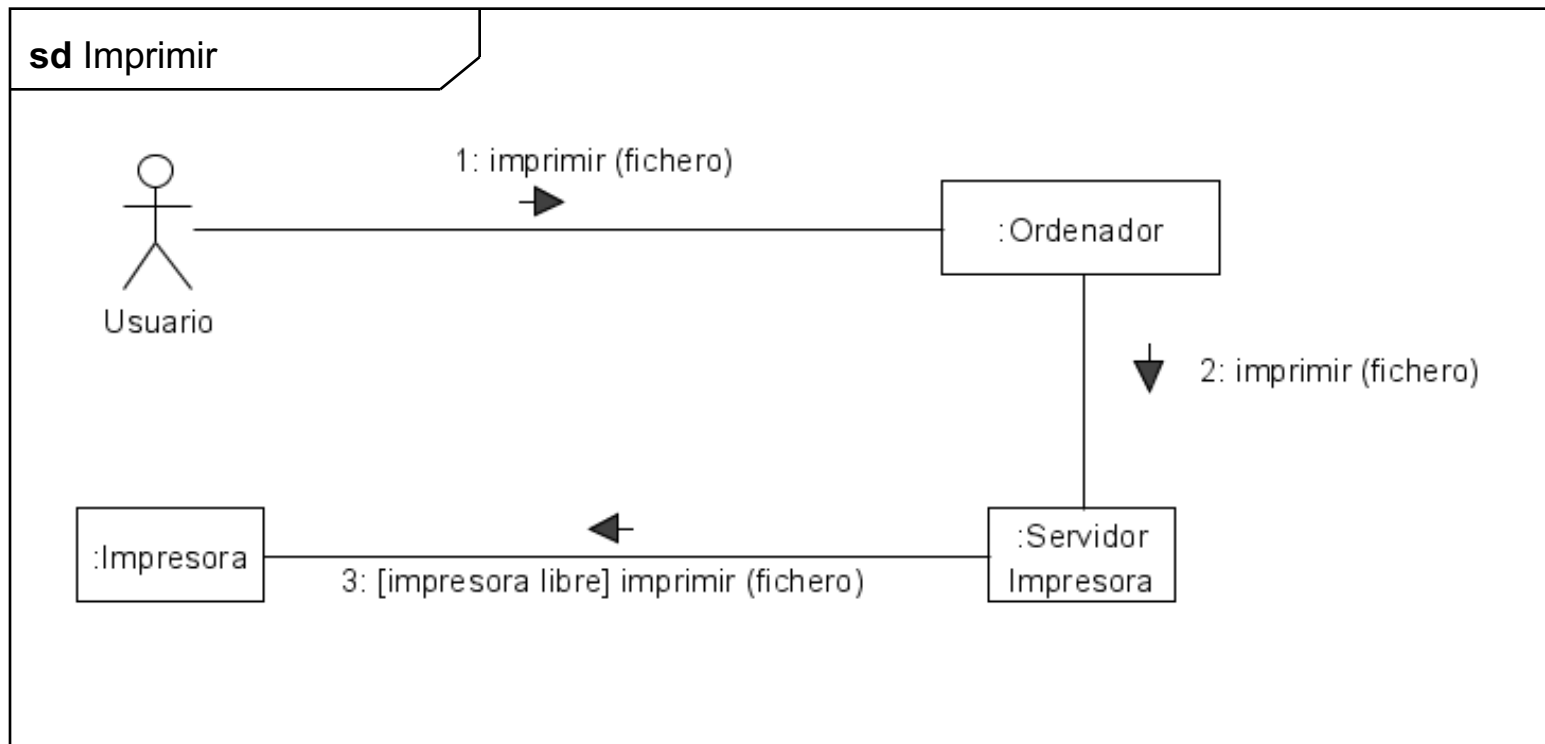 sd Imprimir
1: imprimir (fichero)
:Ordenador
Usuario
2: imprimir (fichero)
:Impresora
:Servidor
Impresora
3: [impresora libre] imprimir (fichero)